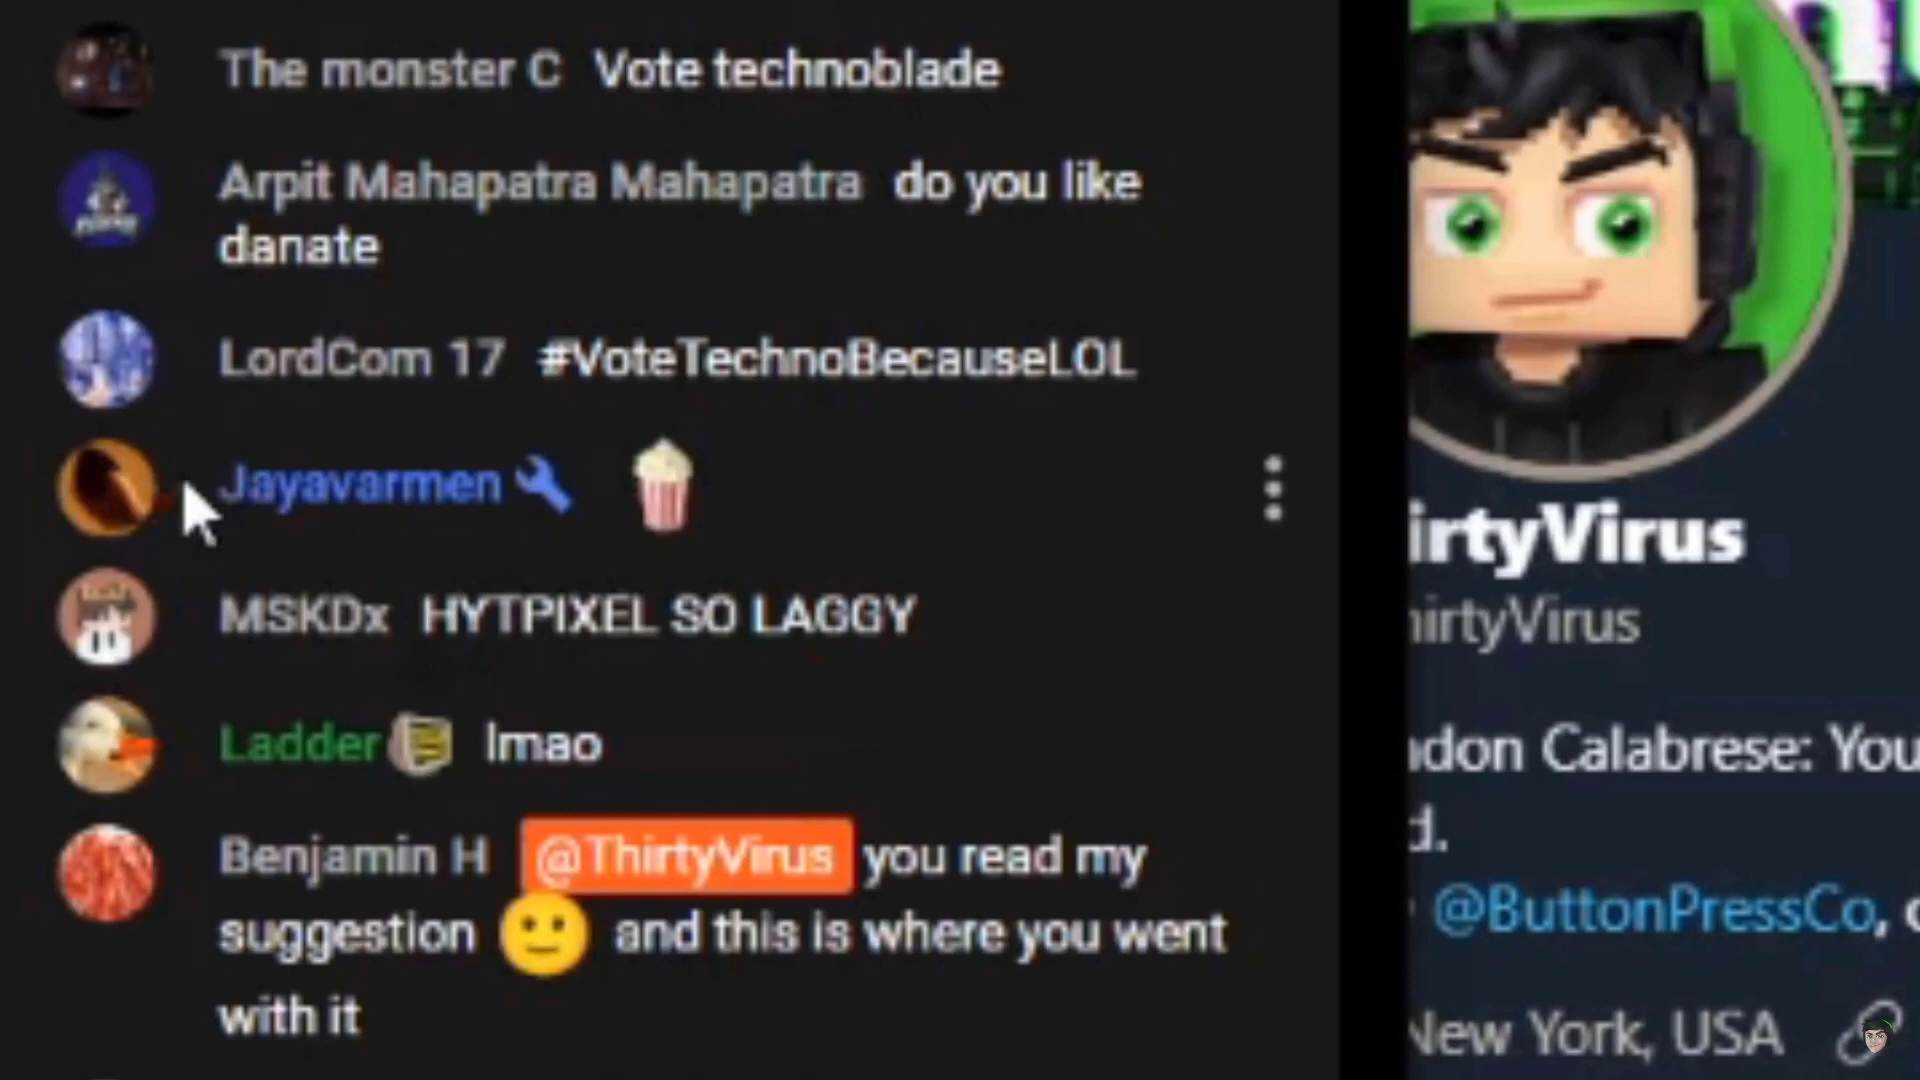 The monster C Vote technoblade
Arpit Mahapatra Mahapatra do you like
danate
LordCom 17 #VoteTechnoBecauseLOL
Jayavarmen
MSKDx HYTPIXEL SO LAGGY
Ladder lmao
Benjamin H @ThirtyVirus you read my
suggestion and this is where you went
with it
irtyVirus
irtyVirus
don Calabrese: You
d.
@ButtonPressCo,
New York, USA